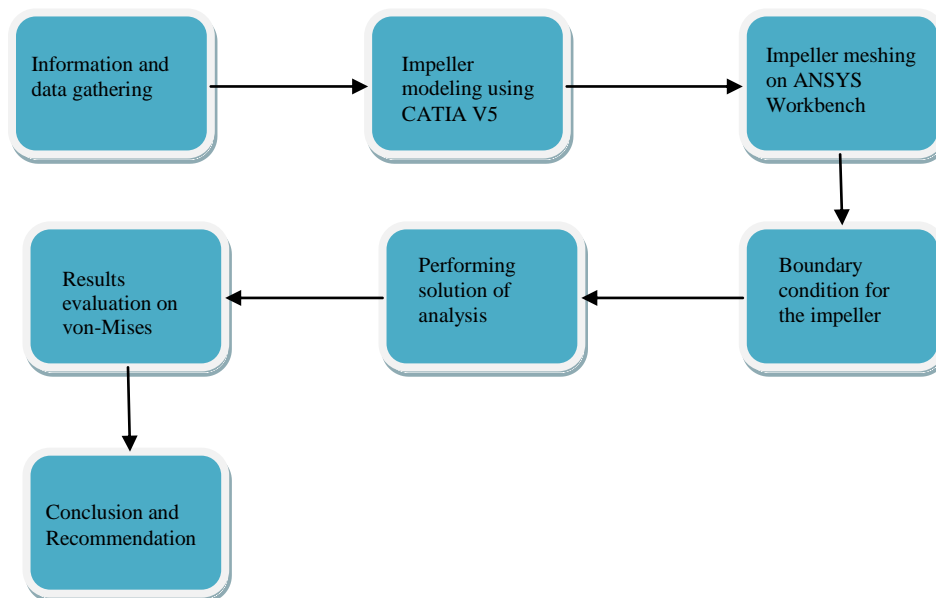 Information and
data gathering
Impeller
modeling using
CATIA V5
Impeller meshing
on ANSYS
Workbench
Boundary
condition for
the impeller
Performing
solution of
analysis
Results
evaluation on
von-Mises
Conclusion and
Recommendation